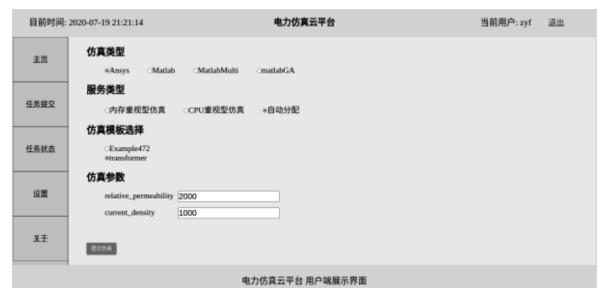 目前时间: 2020-07-19 21:21:14 电力仿真云平台 当前用户: zyf 退出
主页
任务提交
任务状态
设置
关于
仿真类型
Ansys Matlab MatlabMulti matlabGA
服务类型
内存重视型仿真 CPU重视型仿真 自动分配
仿真模板选择
Example472
transformer
仿真参数
relative_permeability 2000
current_density 1000
提交仿真
电力仿真云平台 用户端展示界面